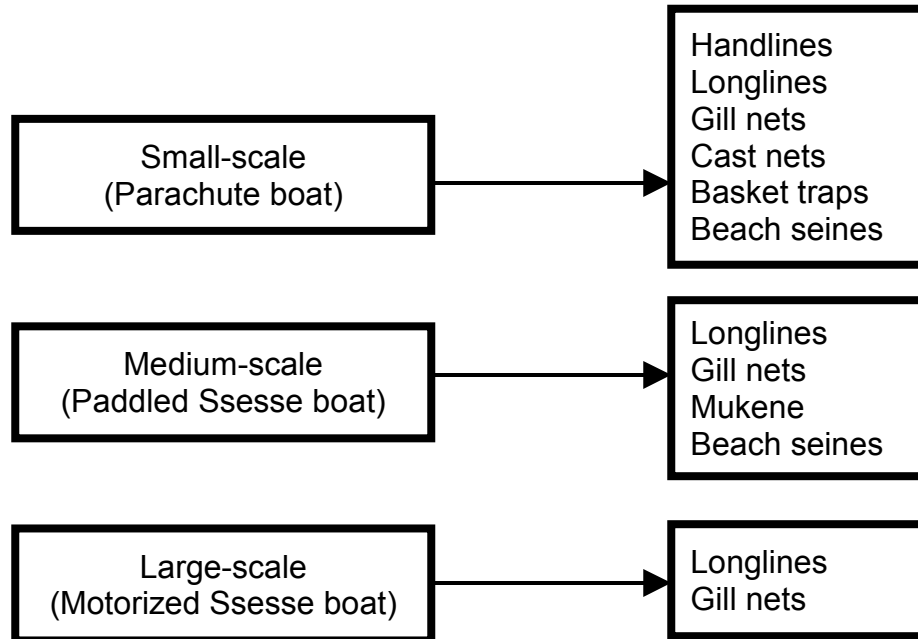 Small-scale
(Parachute boat)
Handlines
Longlines
Gill nets
Cast nets
Basket traps
Beach seines
Medium-scale
(Paddled Ssesse boat)
Longlines
Gill nets
Mukene
Beach seines
Large-scale
(Motorized Ssesse boat)
Longlines
Gill nets